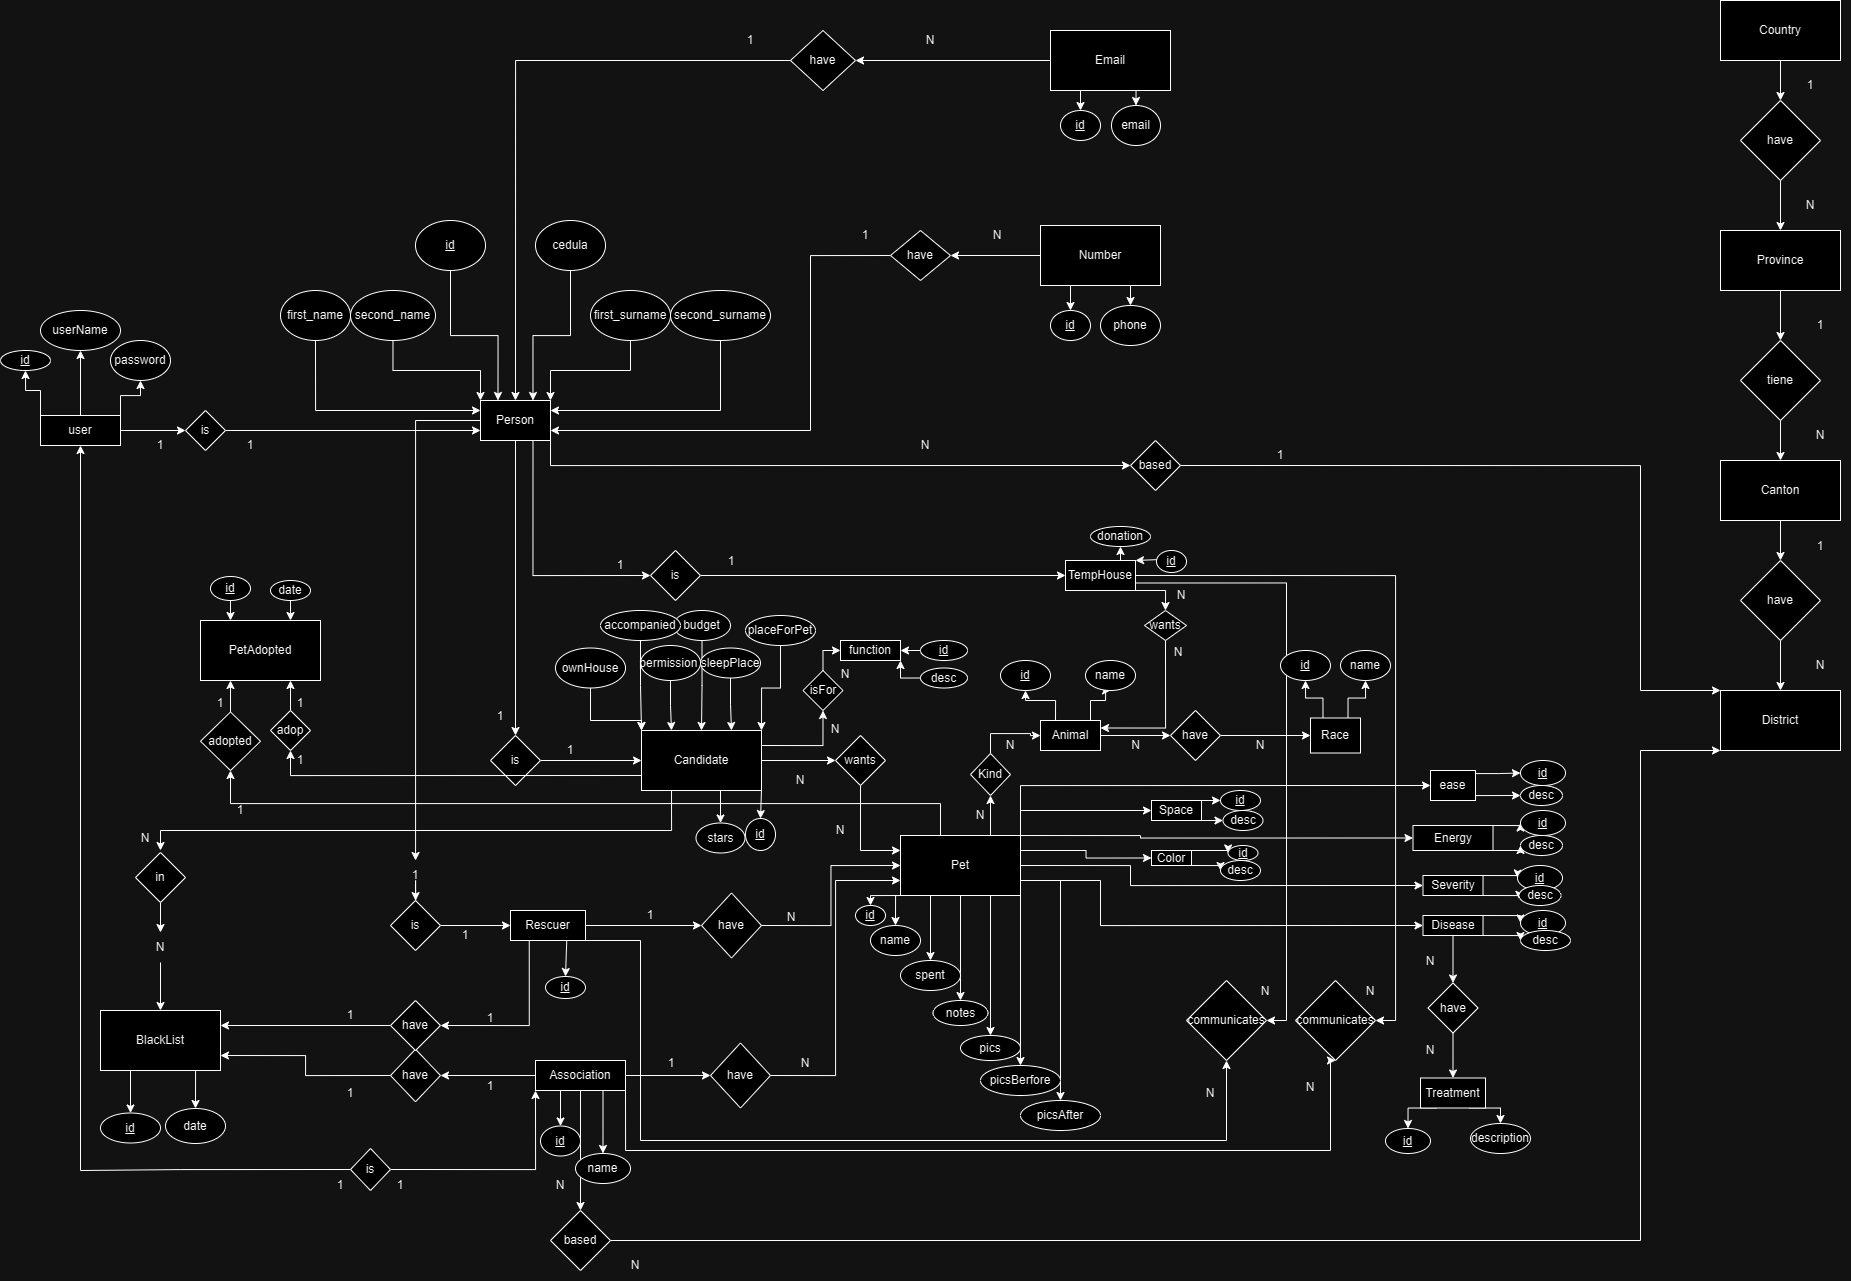 Country
1
N
have
Email
1
have
id
email
N
id
cedula
1
N
have
Number
Province
first_name
second_name
first_surname
second_surname
id
phone
1
userName
id
password
tiene
user
is
Person
1
1
N
based
1
N
Canton
donation
1
is
1
TempHouse
id
1
id
date
N
have
accompanied
budget
placeForPet
wants
PetAdopted
ownHouse
permission
sleepPlace
function
id
N
N
desc
id
name
id
name
N
isFor
1
1
1
N
District
adopted
adop
Animal
have
Race
N
N
N
1
is
1
Candidate
wants
N
Kind
ease
id
desc
1
N
Space
id
desc
N
N
stars
id
N
Energy
id
desc
Color
id
desc
Pet
in
1
Severity
id
desc
id
name
is
1
Rescuer
1
have
N
Disease
id
desc
N
N
spent
id
notes
N
N
1
have
1
communicates
communicates
have
BlackList
pics
N
1
have
1
Association
1
have
N
picsBerfore
N
N
Treatment
id
date
picsAfter
id
name
id
description
is
1
1
N
based
N